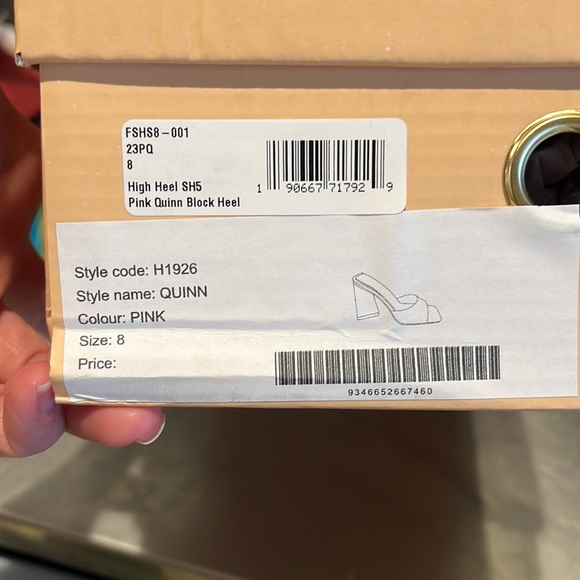 FSHS8-001
23PQ
8
High Heel SH5
Pink Quinn Block Heel
1 90667 71792 9
Style code: H1926
Style name: QUINN
Colour: PINK
Size: 8
Price:
9346652667460